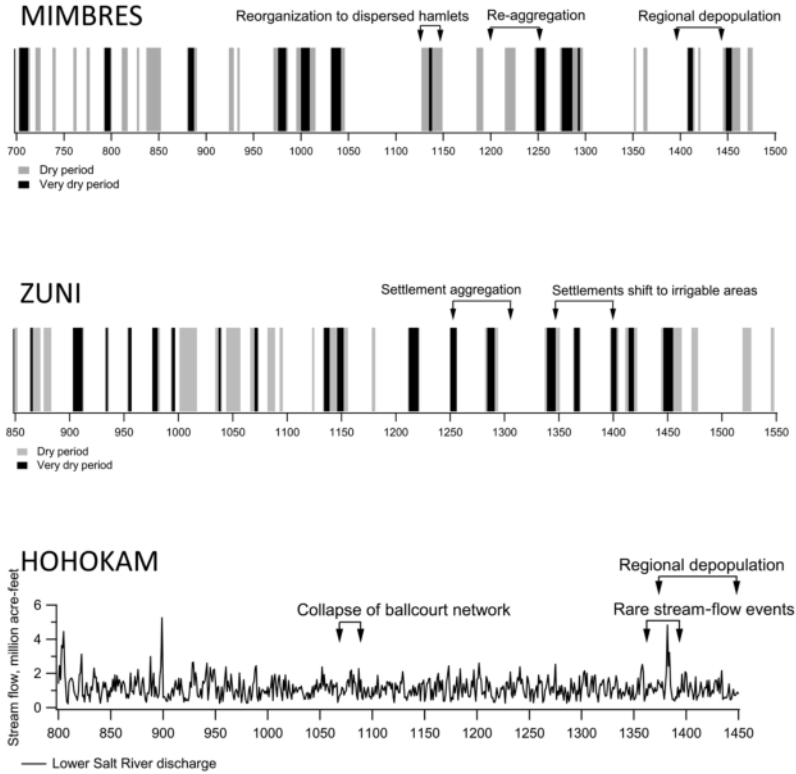 MIMBRES
Reorganization to dispersed hamlets Re-aggregation Regional depopulation
700 750 800 850 900 950 1000 1050 1100 1150 1200 1250 1300 1350 1400 1450 1500
Dry period
Very dry period
ZUNI
Settlement aggregation Settlements shift to irrigable areas
850 900 950 1000 1050 1100 1150 1200 1250 1300 1350 1400 1450 1500 1550
Dry period
Very dry period
HOHOKAM
Regional depopulation
Collapse of ballcourt network Rare stream-flow events
Stream flow, million acre-feet
6
4
2
0
800 850 900 950 1000 1050 1100 1150 1200 1250 1300 1350 1400 1450
Lower Salt River discharge